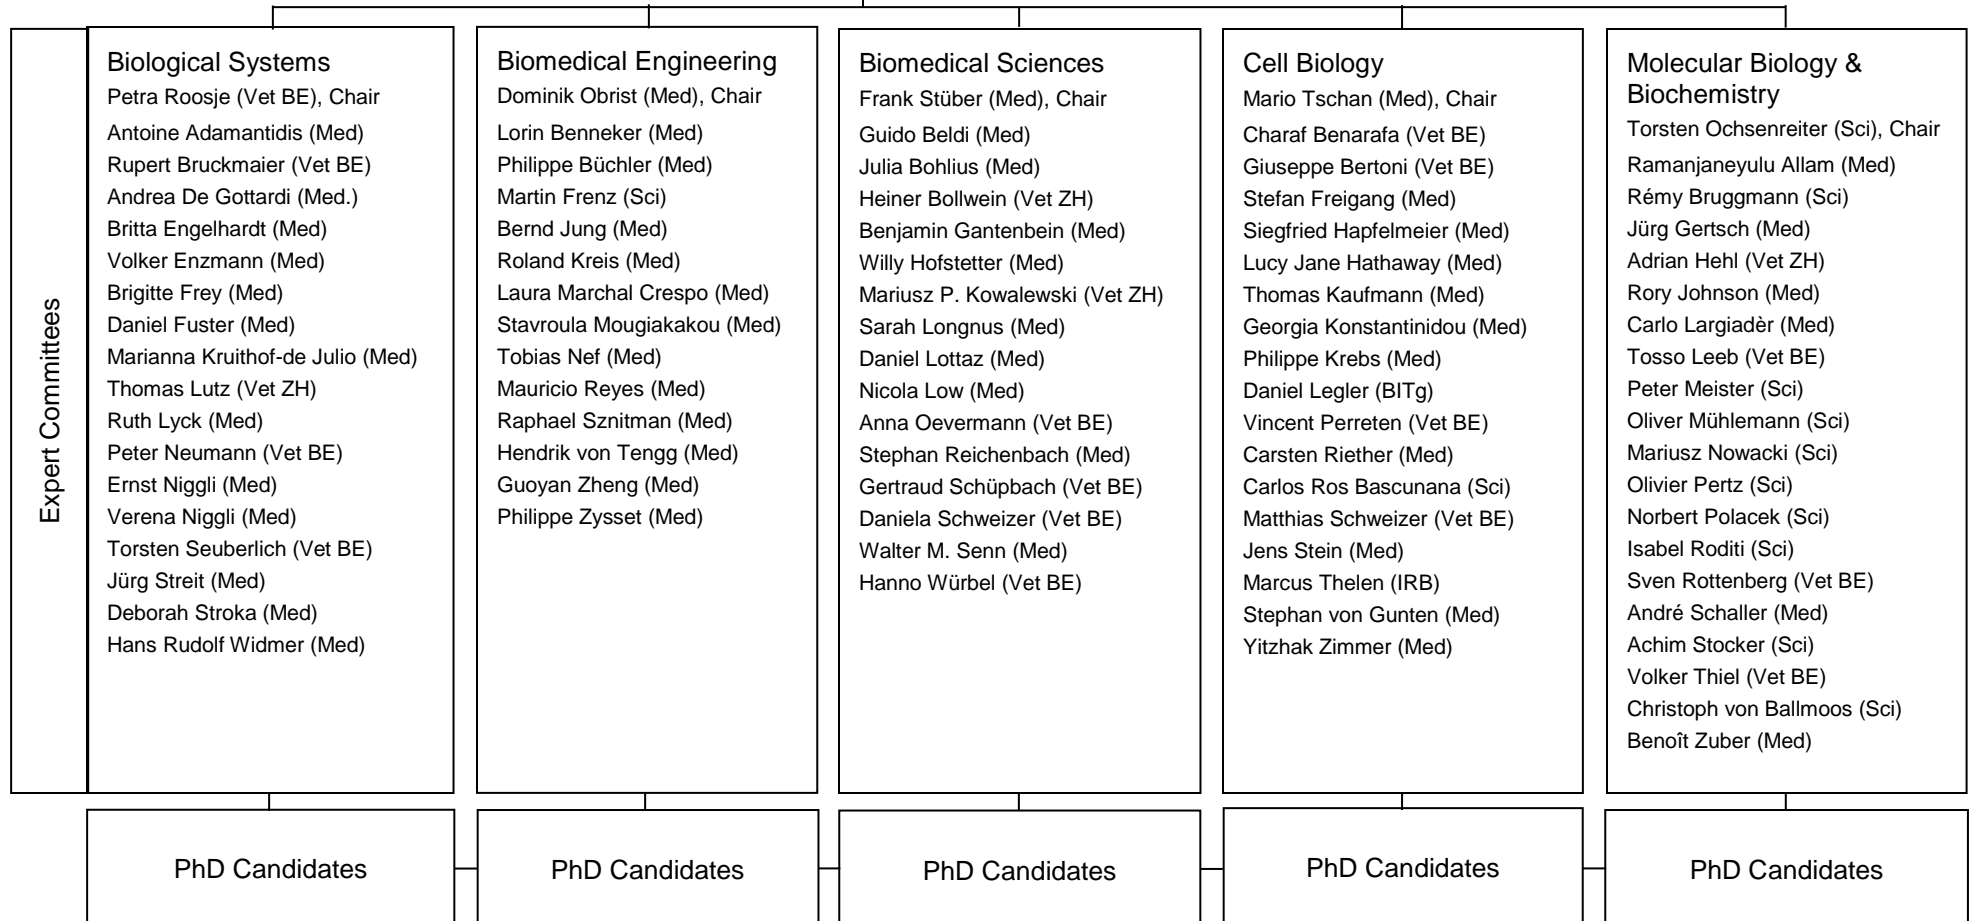 Expert Committees
Biological Systems
Petra Roosje (Vet BE), Chair
Antoine Adamantidis (Med)
Rupert Bruckmaier (Vet BE)
Andrea De Gottardi (Med.)
Britta Engelhardt (Med)
Volker Enzmann (Med)
Brigitte Frey (Med)
Daniel Fuster (Med)
Marianna Kruithof-de Julio (Med)
Thomas Lutz (Vet ZH)
Ruth Lyck (Med)
Peter Neumann (Vet BE)
Ernst Niggli (Med)
Verena Niggli (Med)
Torsten Seuberlich (Vet BE)
Jürg Streit (Med)
Deborah Stroka (Med)
Hans Rudolf Widmer (Med)
Biomedical Engineering
Dominik Obrist (Med), Chair
Lorin Benneker (Med)
Philippe Büchler (Med)
Martin Frenz (Sci)
Bernd Jung (Med)
Roland Kreis (Med)
Laura Marchal Crespo (Med)
Stavroula Mougiakakou (Med)
Tobias Nef (Med)
Mauricio Reyes (Med)
Raphael Sznitman (Med)
Hendrik von Tengg (Med)
Guoyan Zheng (Med)
Philippe Zysset (Med)
Biomedical Sciences
Frank Stüber (Med), Chair
Guido Beldi (Med)
Julia Bohlius (Med)
Heiner Bollwein (Vet ZH)
Benjamin Gantenbein (Med)
Willy Hofstetter (Med)
Mariusz P. Kowalewski (Vet ZH)
Sarah Longnus (Med)
Daniel Lottaz (Med)
Nicola Low (Med)
Anna Oevermann (Vet BE)
Stephan Reichenbach (Med)
Gertraud Schüpbach (Vet BE)
Daniela Schweizer (Vet BE)
Walter M. Senn (Med)
Hanno Würbel (Vet BE)
Cell Biology
Mario Tschan (Med), Chair
Charaf Benarafa (Vet BE)
Giuseppe Bertoni (Vet BE)
Stefan Freigang (Med)
Siegfried Hapfelmeier (Med)
Lucy Jane Hathaway (Med)
Thomas Kaufmann (Med)
Georgia Konstantinidou (Med)
Philippe Krebs (Med)
Daniel Legler (BITg)
Vincent Perreten (Vet BE)
Carsten Riether (Med)
Carlos Ros Bascunana (Sci)
Matthias Schweizer (Vet BE)
Jens Stein (Med)
Marcus Thelen (IRB)
Stephan von Gunten (Med)
Yitzhak Zimmer (Med)
Molecular Biology &
Biochemistry
Torsten Ochsenreiter (Sci), Chair
Ramanjaneyulu Allam (Med)
Rémy Bruggmann (Sci)
Jürg Gertsch (Med)
Adrian Hehl (Vet ZH)
Rory Johnson (Med)
Carlo Largiadèr (Med)
Tosso Leeb (Vet BE)
Peter Meister (Sci)
Oliver Mühlemann (Sci)
Mariusz Nowacki (Sci)
Olivier Pertz (Sci)
Norbert Polacek (Sci)
Isabel Roditi (Sci)
Sven Rottenberg (Vet BE)
André Schaller (Med)
Achim Stocker (Sci)
Volker Thiel (Vet BE)
Christoph von Ballmoos (Sci)
Benoît Zuber (Med)
PhD Candidates
PhD Candidates
PhD Candidates
PhD Candidates
PhD Candidates